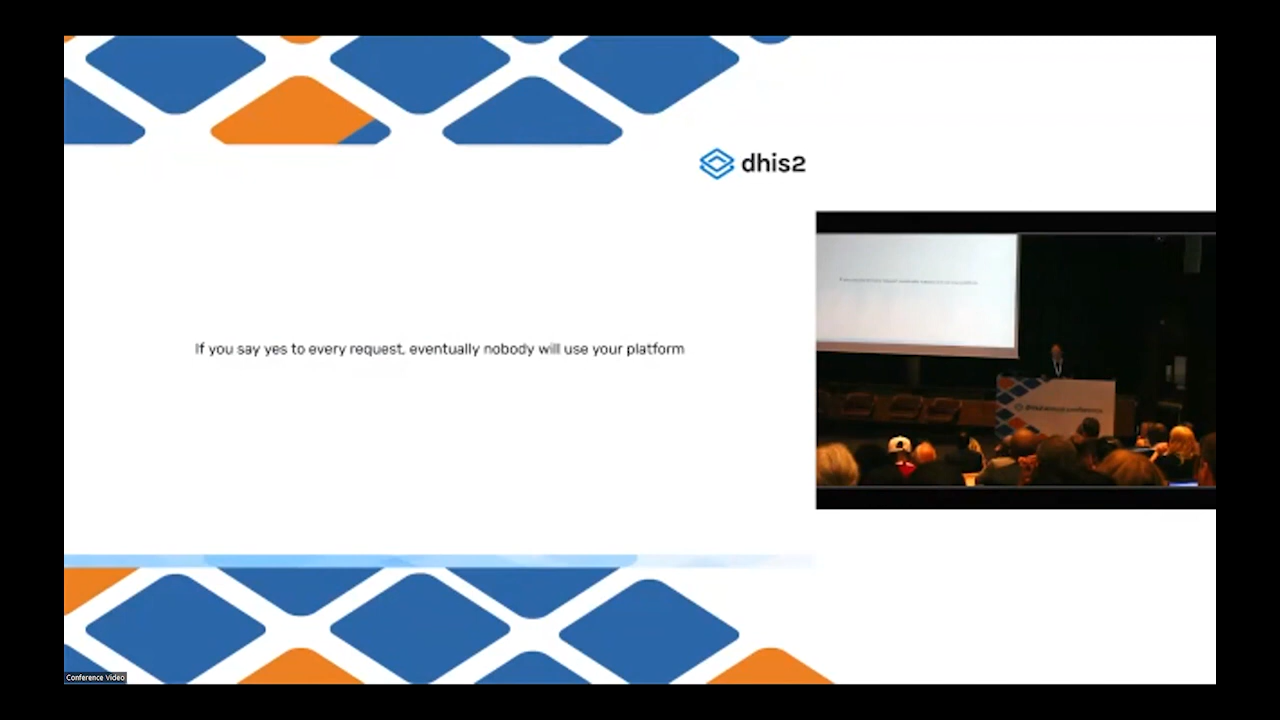 dhis2
If you say yes to every request, eventually nobody will use your platform
Conference Video